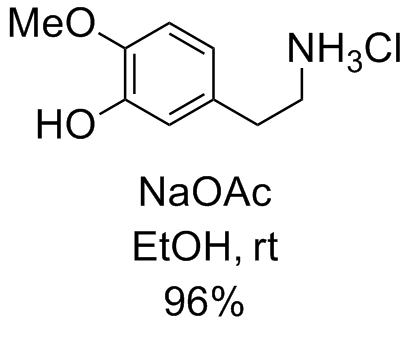 MeO
NH₃Cl
HO
NaOAc
EtOH, rt
96%